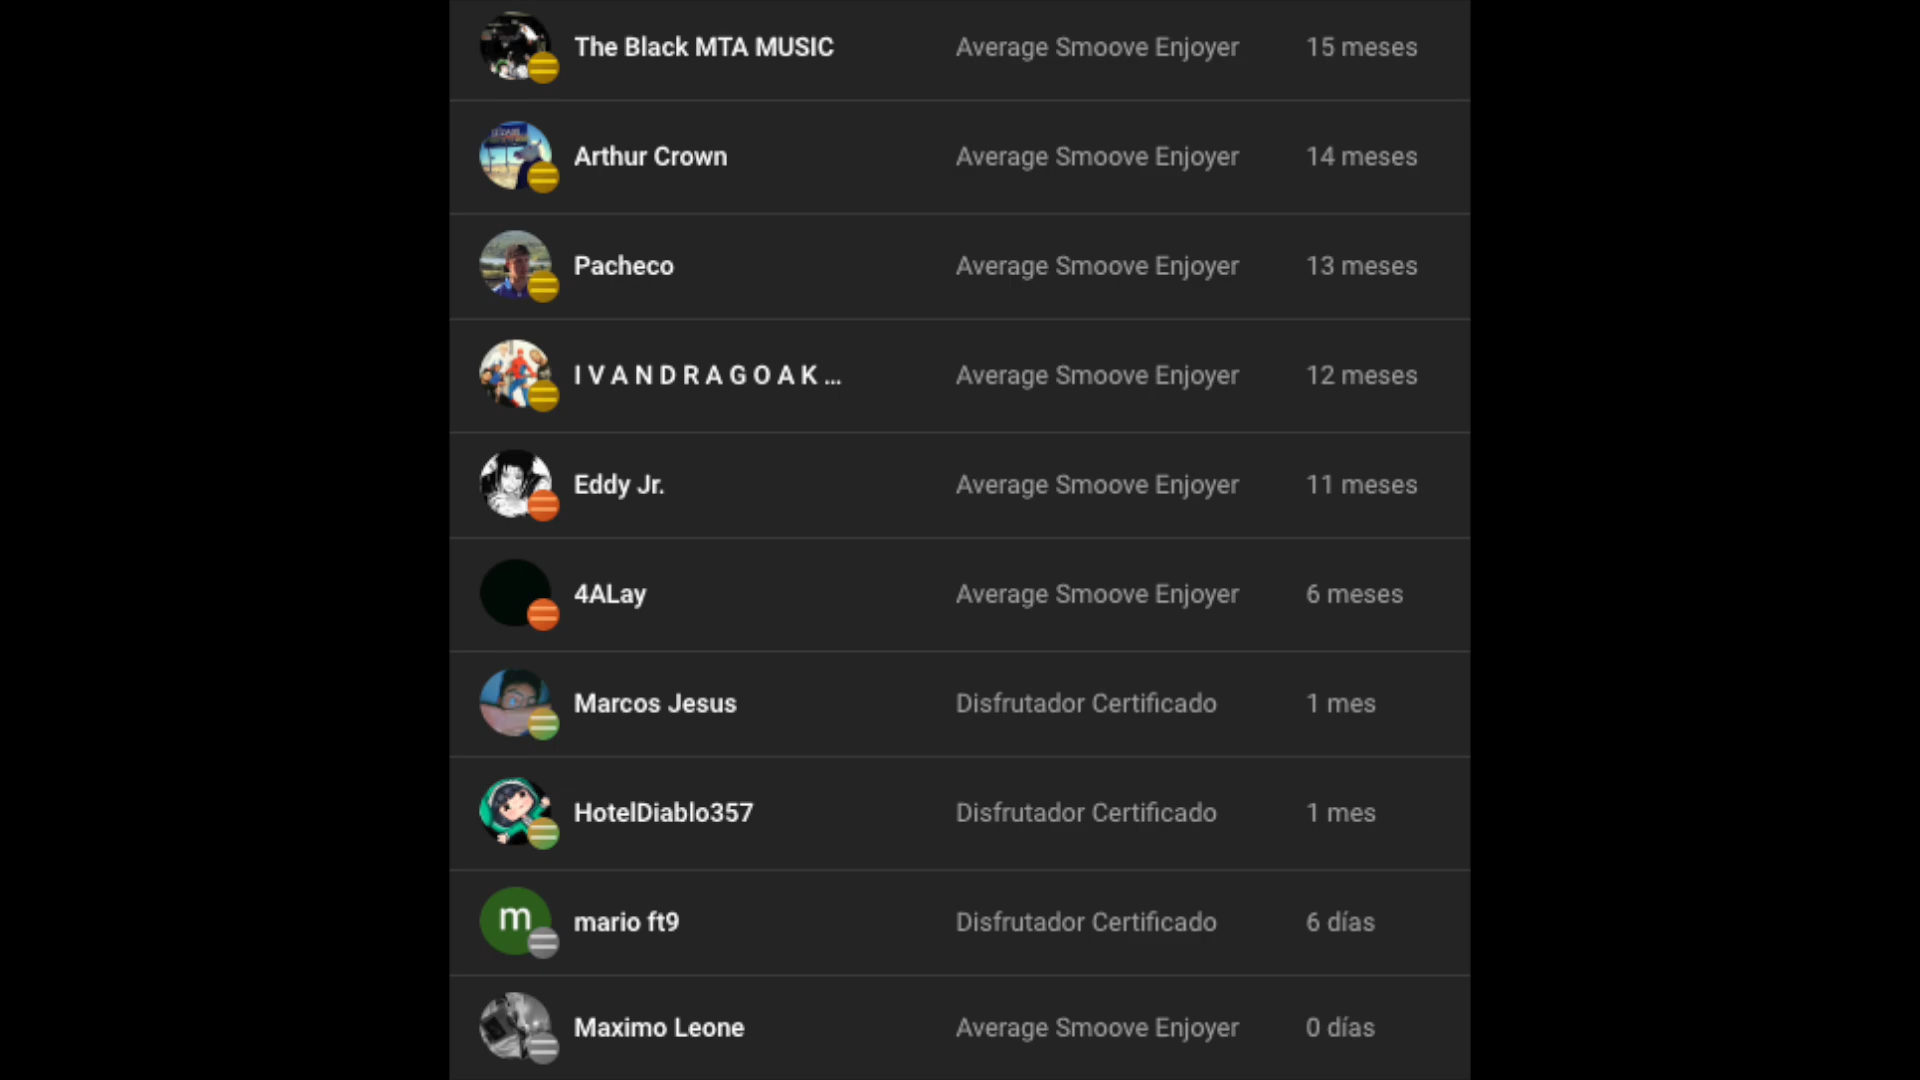 The Black MTA MUSIC Average Smoove Enjoyer 15 meses
Arthur Crown Average Smoove Enjoyer 14 meses
Pacheco Average Smoove Enjoyer 13 meses
I V A N D R A G O A K ... Average Smoove Enjoyer 12 meses
Eddy Jr. Average Smoove Enjoyer 11 meses
4ALay Average Smoove Enjoyer 6 meses
Marcos Jesus Disfrutador Certificado 1 mes
HotelDiablo357 Disfrutador Certificado 1 mes
m mario ft9 Disfrutador Certificado 6 días
Maximo Leone Average Smoove Enjoyer 0 días